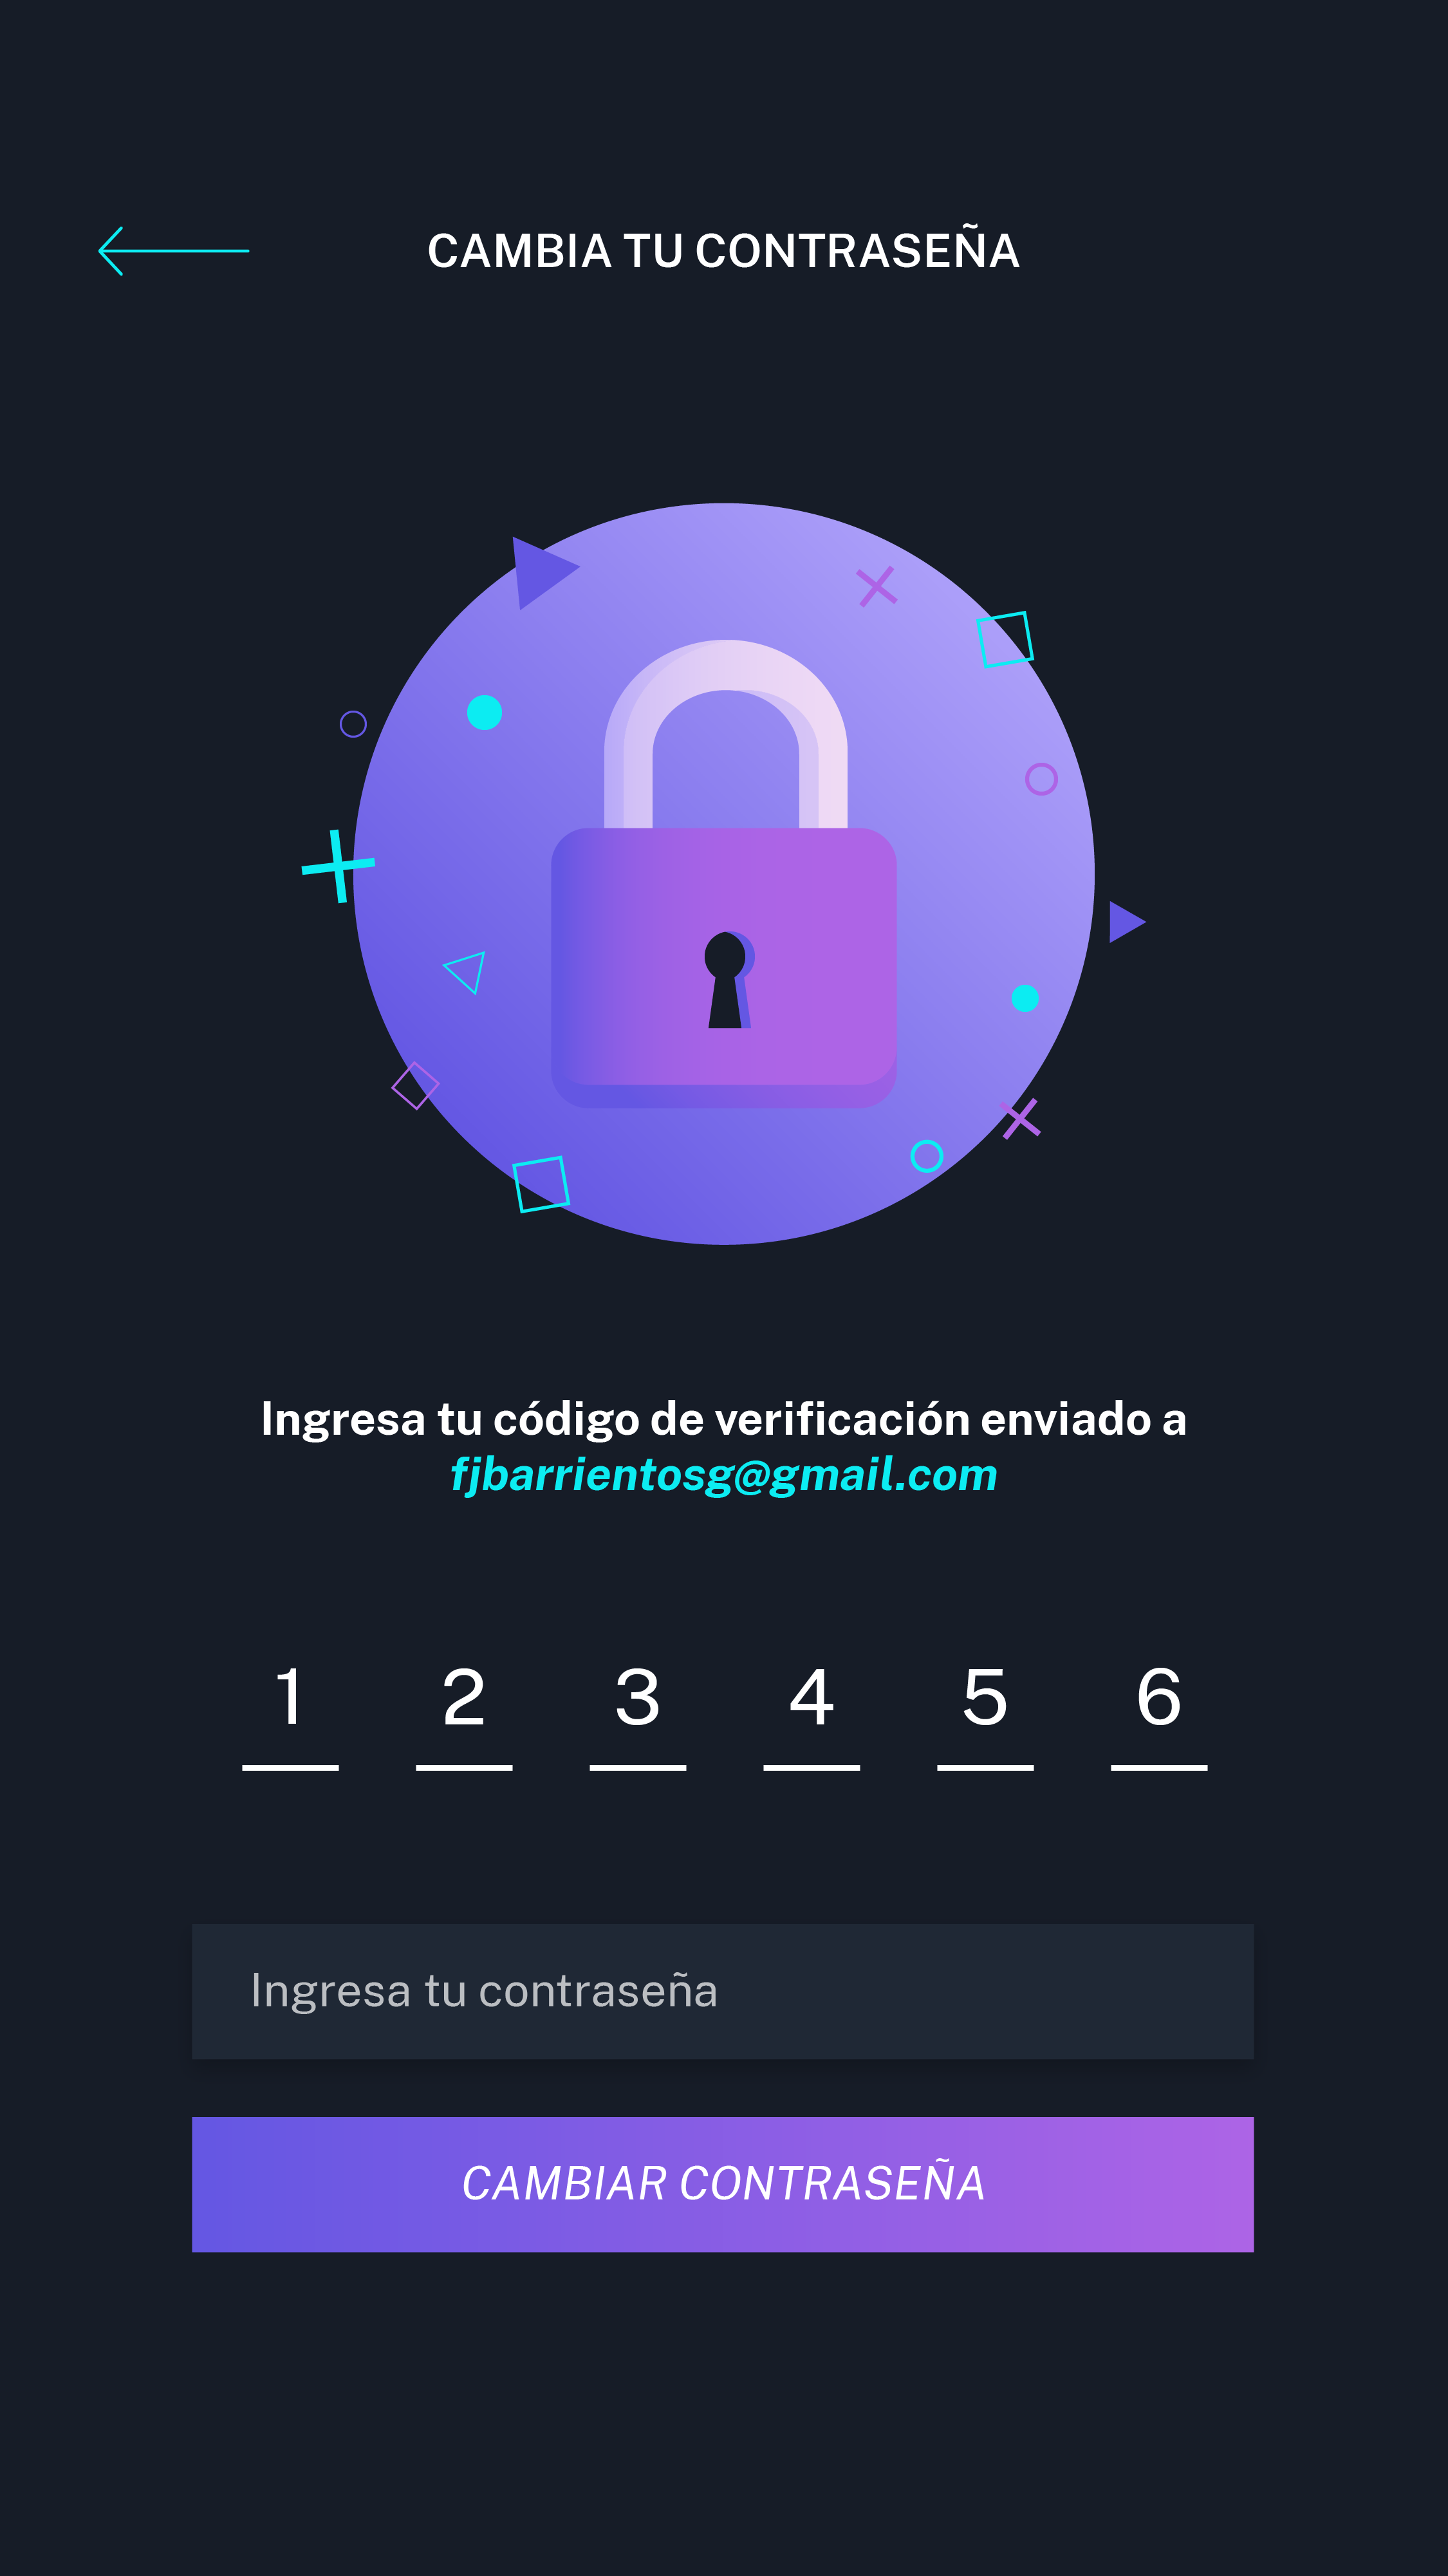 CAMBIA TU CONTRASEÑA
Ingresa tu código de verificación enviado a
fjbarrientosg@gmail.com
1 2 3 4 5 6
Ingresa tu contraseña
CAMBIAR CONTRASEÑA